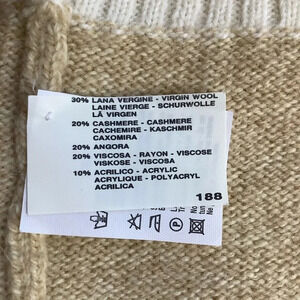 30% LANA VERGINE - VIRGIN WOOL
LAINE VIERGE - SCHURWOLLE
LÃ VIRGEN
20% CASHMERE - CASHMERE
CACHEMIRE - KASCHMIR
CAXOMIRA
20% ANGORA
20% VISCOSA - RAYON - VISCOSE
VISKOSE - VISCOSA
10% ACRILICO - ACRYLIC
ACRYLIQUE - POLYACRYL
ACRILICA
188